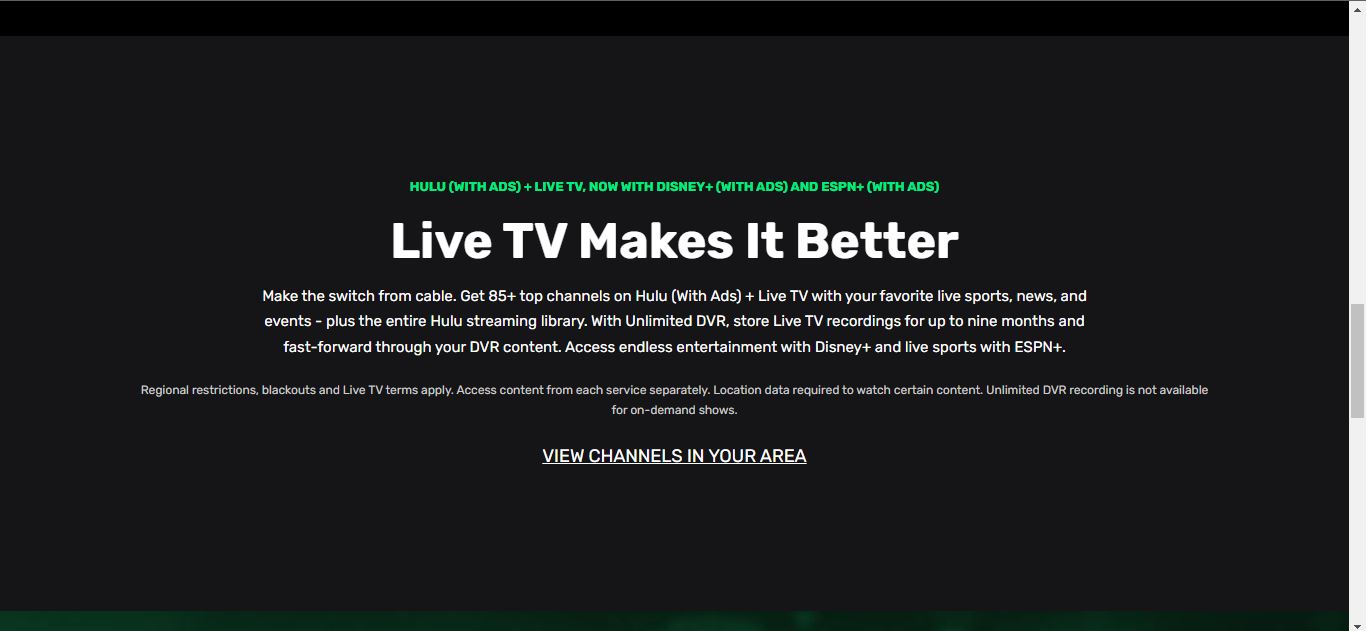 HULU (WITH ADS) + LIVE TV, NOW WITH DISNEY+ (WITH ADS) AND ESPN+ (WITH ADS)
Live TV Makes It Better
Make the switch from cable. Get 85+ top channels on Hulu (With Ads) + Live TV with your favorite live sports, news, and
events - plus the entire Hulu streaming library. With Unlimited DVR, store Live TV recordings for up to nine months and
fast-forward through your DVR content. Access endless entertainment with Disney+ and live sports with ESPN+.
Regional restrictions, blackouts and Live TV terms apply. Access content from each service separately. Location data required to watch certain content. Unlimited DVR recording is not available
for on-demand shows.
VIEW CHANNELS IN YOUR AREA